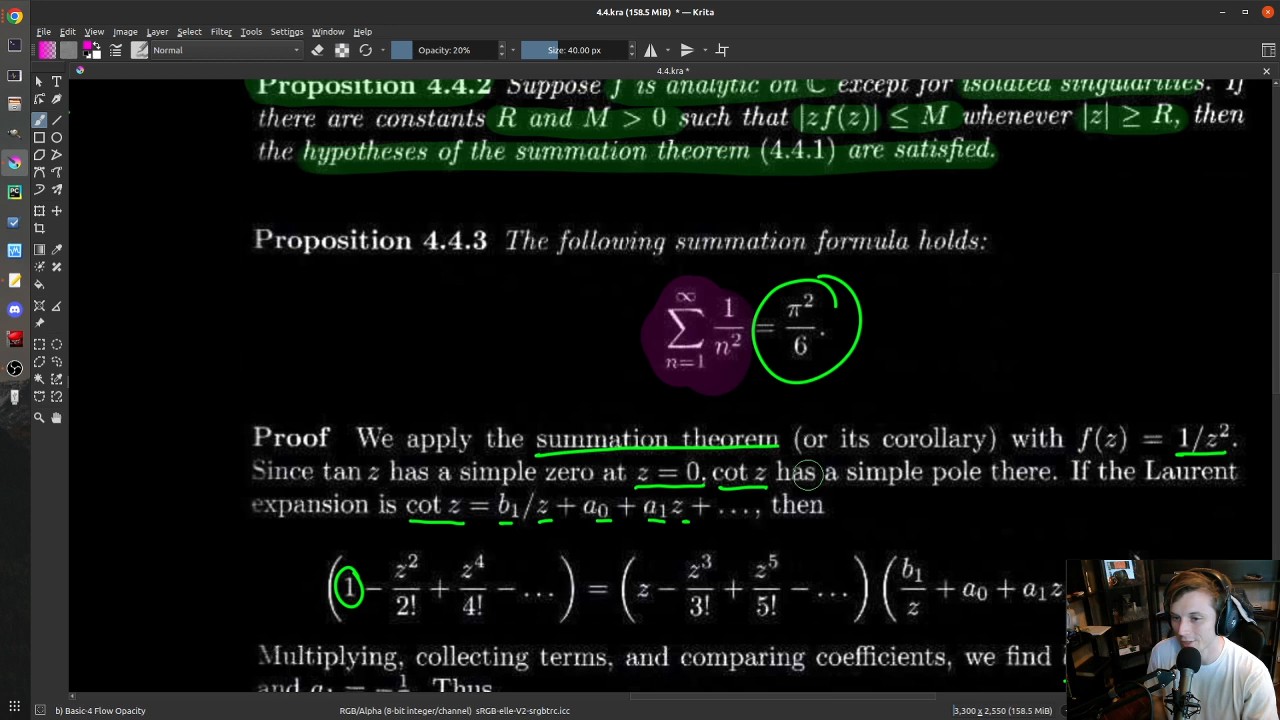 4.4.kra (158.5 MiB) * — Krita
File Edit View Image Layer Select Filter Tools Settings Window Help
Normal Opacity: 20% Size: 40.00 px
4.4.kra *
Proposition 4.4.2 Suppose f is analytic on ℂ except for isolated singularities. If
there are constants R and M > 0 such that |zf(z)| ≤ M whenever |z| ≥ R, then
the hypotheses of the summation theorem (4.4.1) are satisfied.
Proposition 4.4.3 The following summation formula holds:
∞ ∑ n=1 1/n² = π²/6.
Proof We apply the summation theorem (or its corollary) with f(z) = 1/z².
Since tan z has a simple zero at z = 0, cot z has a simple pole there. If the Laurent
expansion is cot z = b₁/z + a₀ + a₁z + …, then
(1 − z²/2! + z⁴/4! − …) = (z − z³/3! + z⁵/5! − …) (b₁/z + a₀ + a₁z
Multiplying, collecting terms, and comparing coefficients, we find
Thus
b) Basic-4 Flow Opacity RGB/Alpha (8-bit integer/channel) sRGB-elle-V2-srgbtrc.icc 3,300 x 2,550 (158.5 MiB)